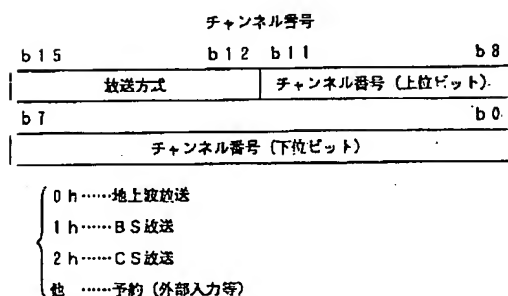 チャンネル番号
b15 b12 b11 b8
放送方式 チャンネル番号 (上位ビット)
b7 b0
チャンネル番号 (下位ビット)
0h……地上波放送
1h……BS放送
2h……CS放送
他 ……予約 (外部入力等)